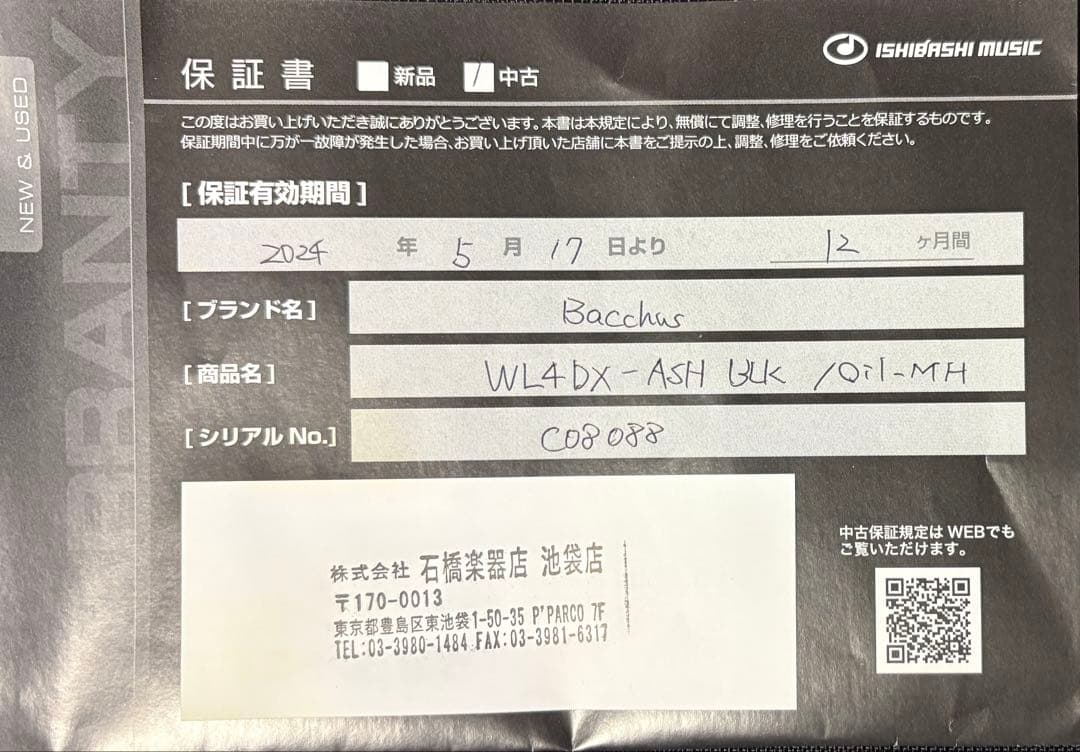 NEW & USED
ISHIBASHI MUSIC
保証書 新品 / 中古
この度はお買い上げいただき誠にありがとうございます。本書は本規定により、無償にて調整、修理を行うことを保証するものです。
保証期間中に万が一故障が発生した場合、お買い上げ頂いた店舗に本書をご提示の上、調整、修理をご依頼ください。
[保証有効期間]
2024 年 5 月 17 日より 12 ヶ月間
[ブランド名] Bacchus
[商品名] WL4DX-ASH BLK /Oil-MH
[シリアル No.] C08088
株式会社 石橋楽器店 池袋店
〒170-0013
東京都豊島区東池袋1-50-35 P'PARCO 7F
TEL:03-3980-1484 FAX:03-3981-6317
中古保証規定は WEBでも
ご覧いただけます。